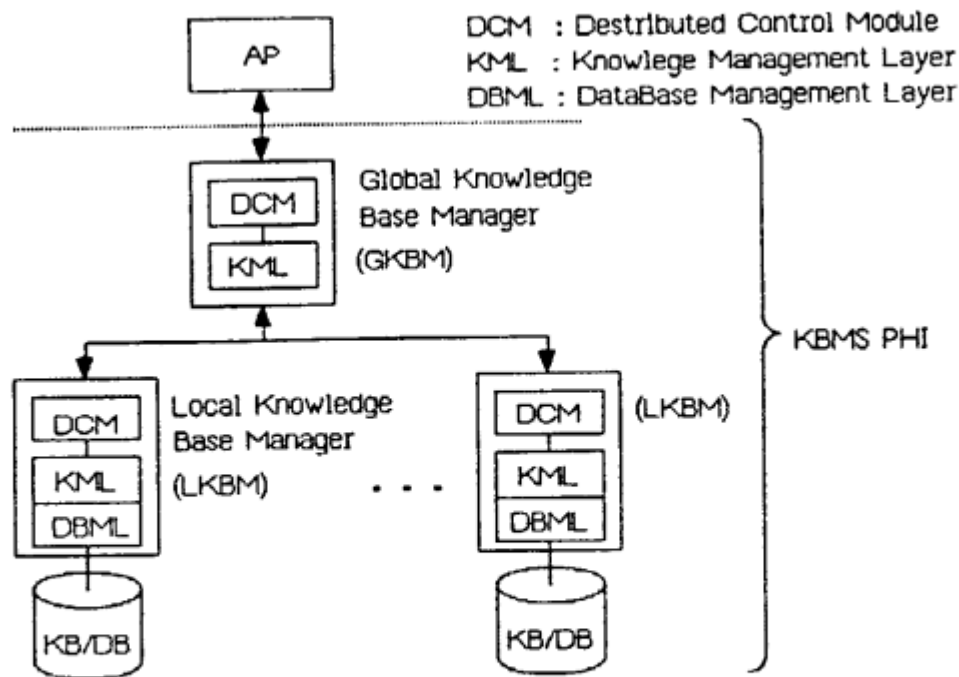 AP
DCM : Destributed Control Module
KML : Knowlege Management Layer
DBML : DataBase Management Layer
DCM
KML
Global Knowledge
Base Manager
(GKBM)
KBMS PHI
DCM
KML
DBML
Local Knowledge
Base Manager
(LKBM)
. . .
DCM
KML
DBML
(LKBM)
KB/DB
KB/DB